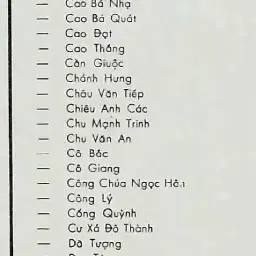 — Cao Bá Nhạ
— Cao Bá Quát
— Cao Đạt
— Cao Thắng
— Cần Giuộc
— Chánh Hưng
— Châu Văn Tiếp
— Chiêu Anh Các
— Chu Mạnh Trinh
— Chu Văn An
— Cô Bắc
— Cô Giang
— Công Chúa Ngọc Hân
— Công Lý
— Cống Quỳnh
— Cư Xá Đô Thành
— Dã Tượng